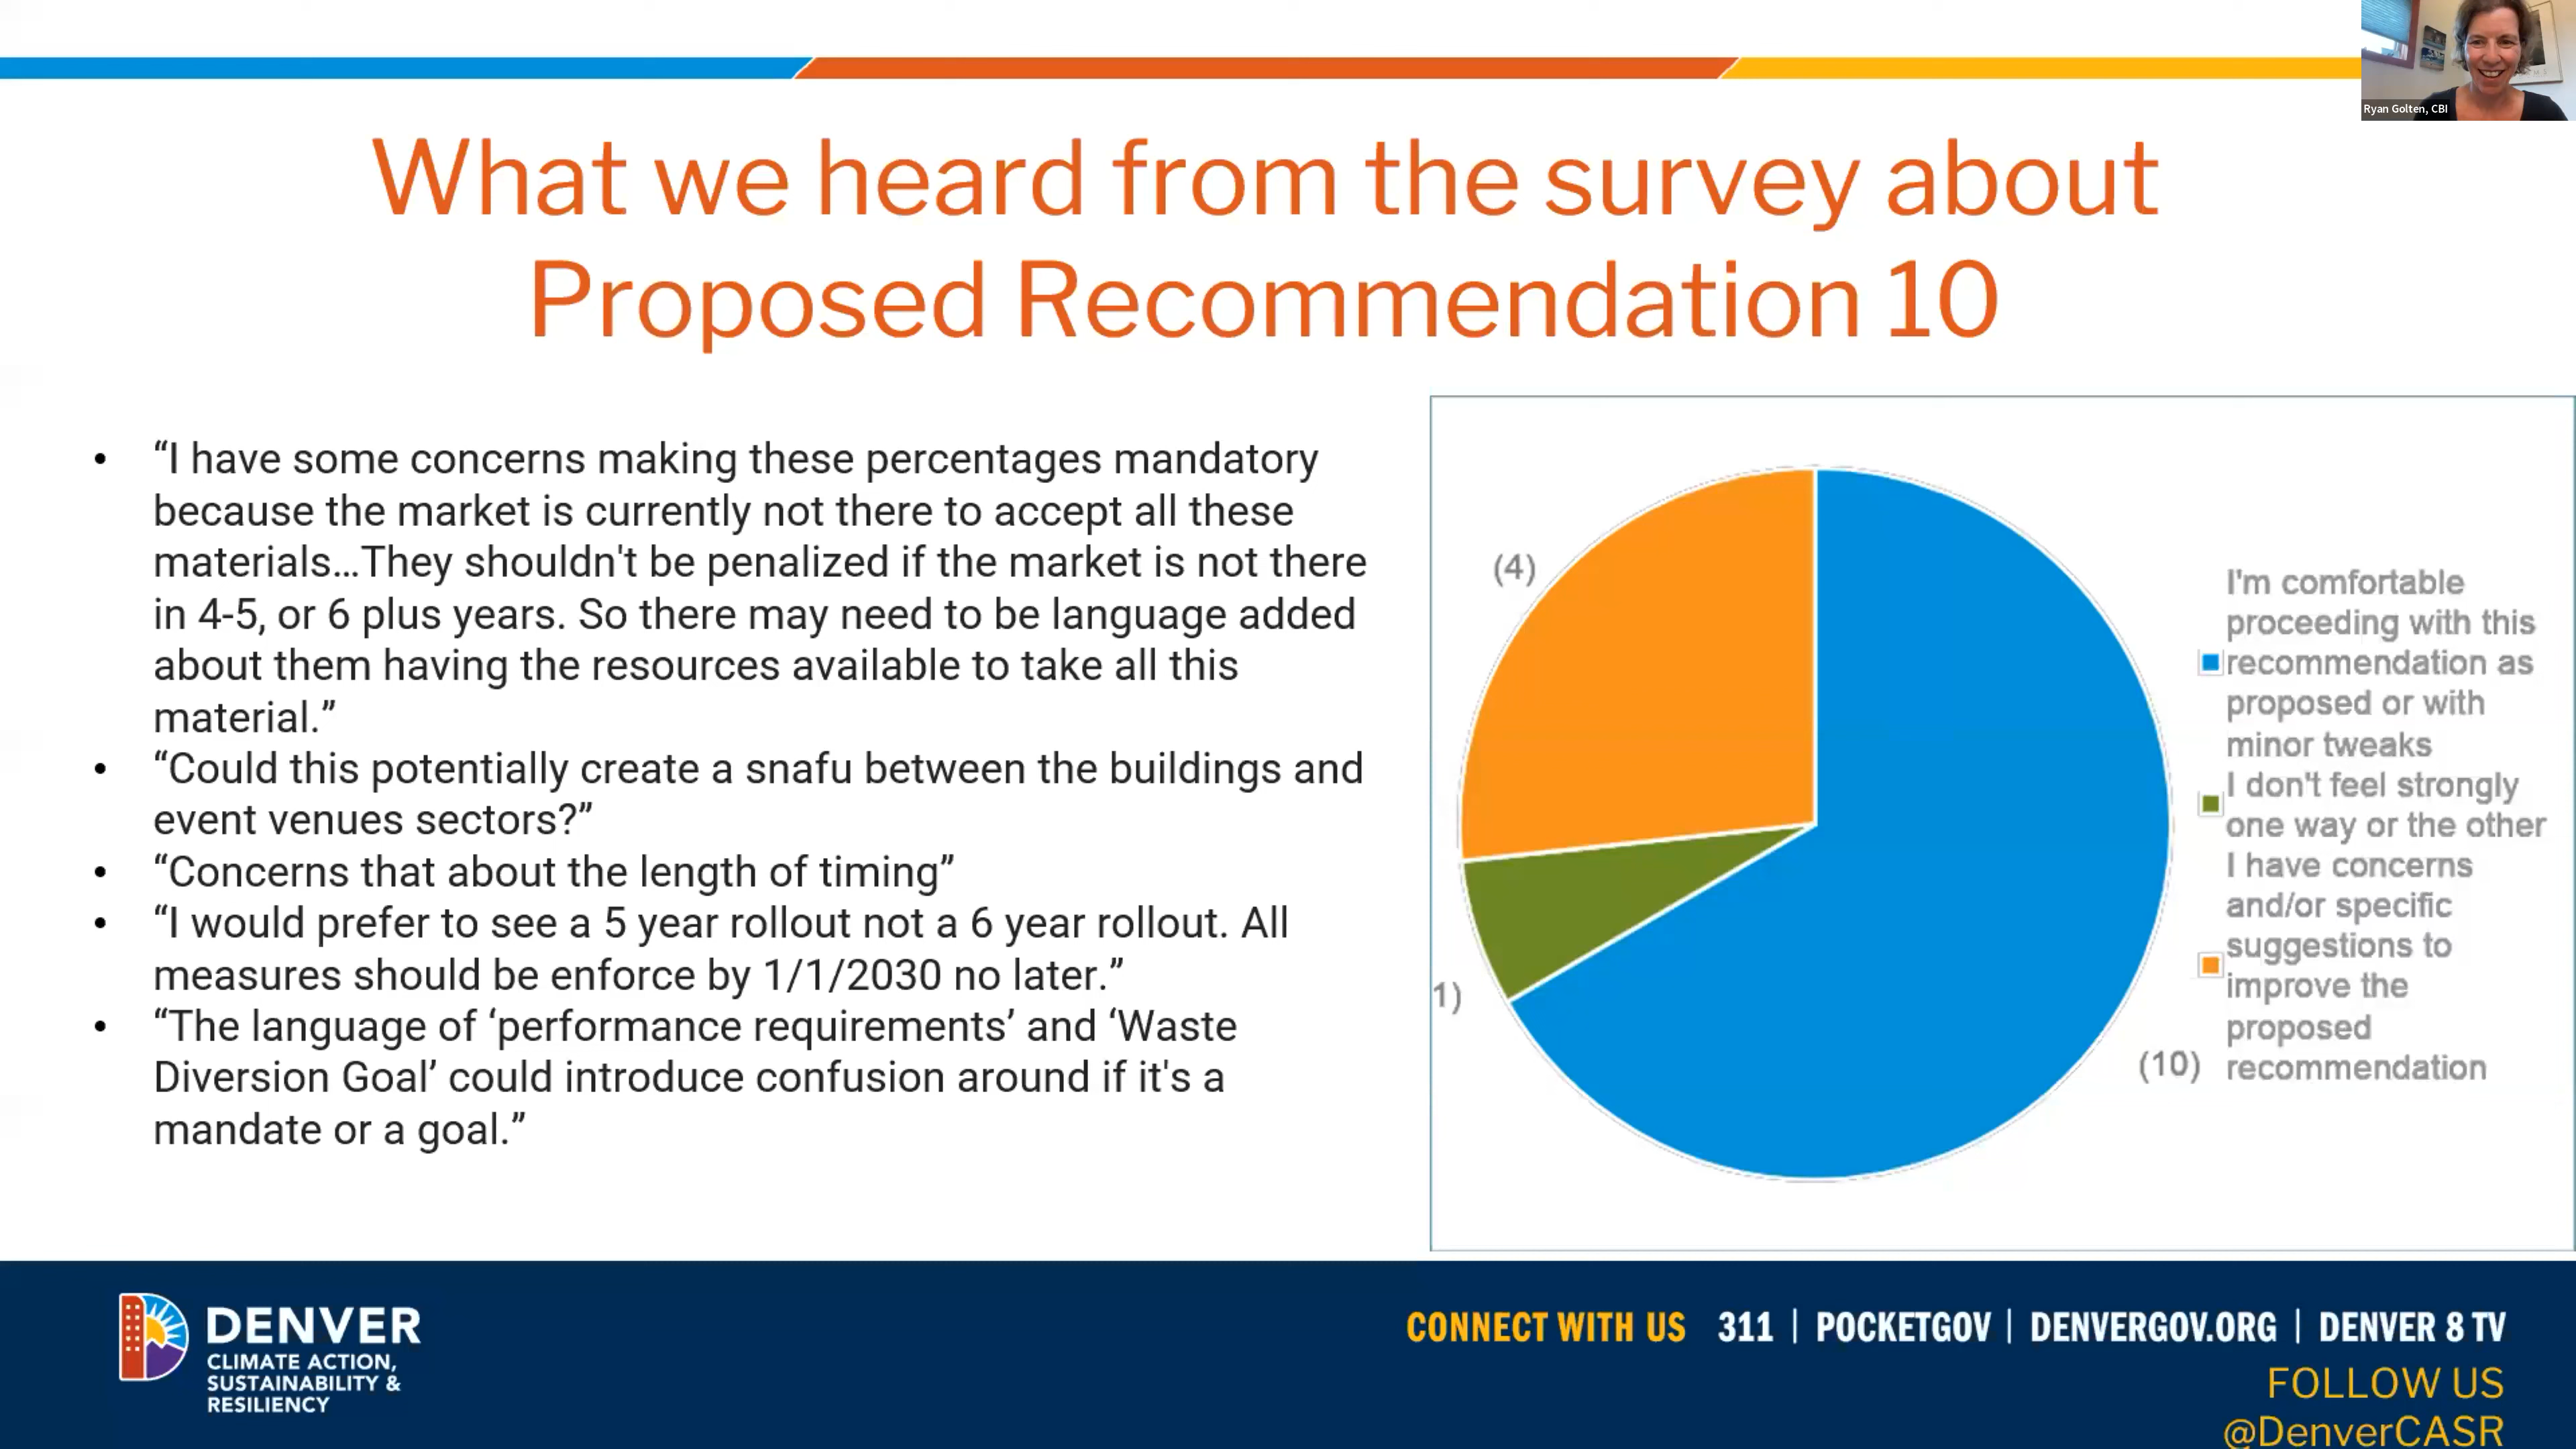 Ryan Golten, CBI
What we heard from the survey about
Proposed Recommendation 10
• “I have some concerns making these percentages mandatory
because the market is currently not there to accept all these
materials…They shouldn't be penalized if the market is not there
in 4-5, or 6 plus years. So there may need to be language added
about them having the resources available to take all this
material.”
• “Could this potentially create a snafu between the buildings and
event venues sectors?”
• “Concerns that about the length of timing”
• “I would prefer to see a 5 year rollout not a 6 year rollout. All
measures should be enforce by 1/1/2030 no later.”
• “The language of ‘performance requirements’ and ‘Waste
Diversion Goal’ could introduce confusion around if it's a
mandate or a goal.”
(4)
1)
(10)
I'm comfortable
proceeding with this
recommendation as
proposed or with
minor tweaks
I don't feel strongly
one way or the other
I have concerns
and/or specific
suggestions to
improve the
proposed
recommendation
DENVER
CLIMATE ACTION,
SUSTAINABILITY &
RESILIENCY
CONNECT WITH US 311 | POCKETGOV | DENVERGOV.ORG | DENVER 8 TV
FOLLOW US
@DenverCASR